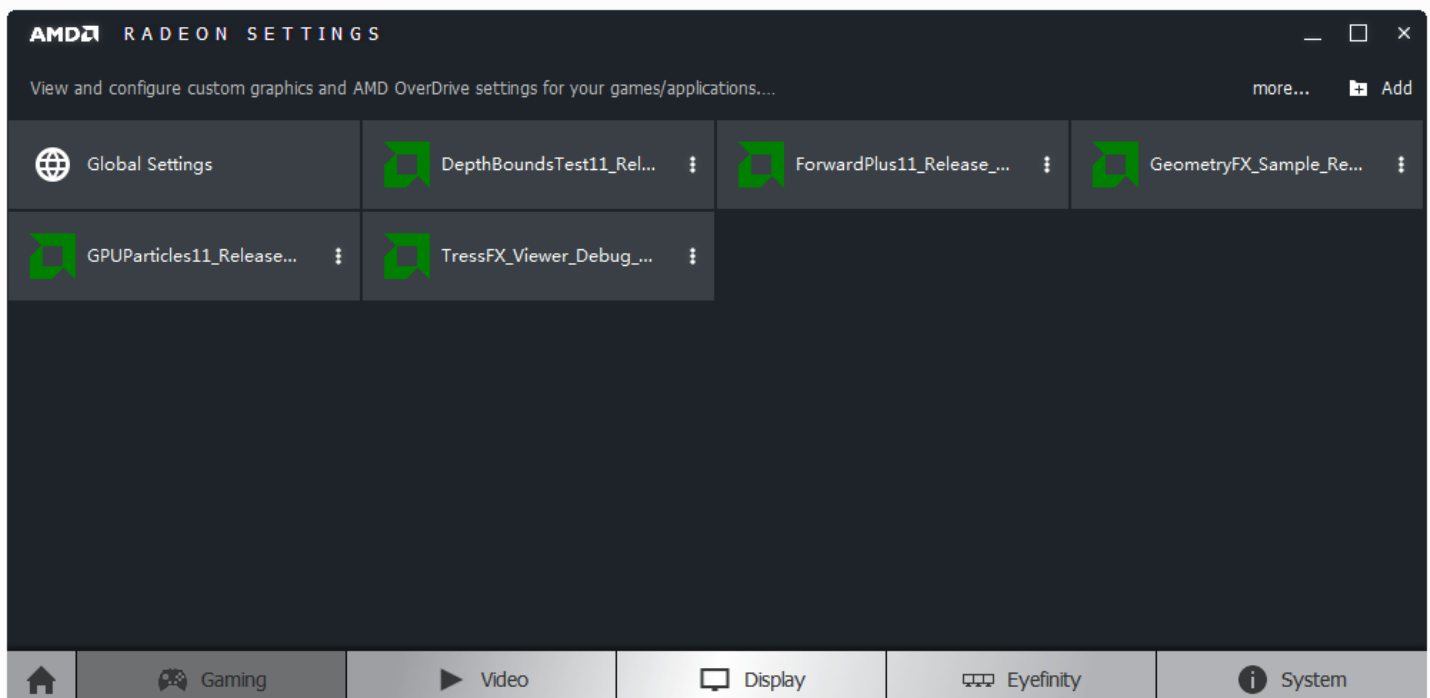 AMD RADEON SETTINGS
View and configure custom graphics and AMD OverDrive settings for your games/applications....
more... Add
Global Settings DepthBoundsTest11_Rel... ForwardPlus11_Release_... GeometryFX_Sample_Re...
GPUParticles11_Release... TressFX_Viewer_Debug_...
Gaming Video Display Eyefinity System